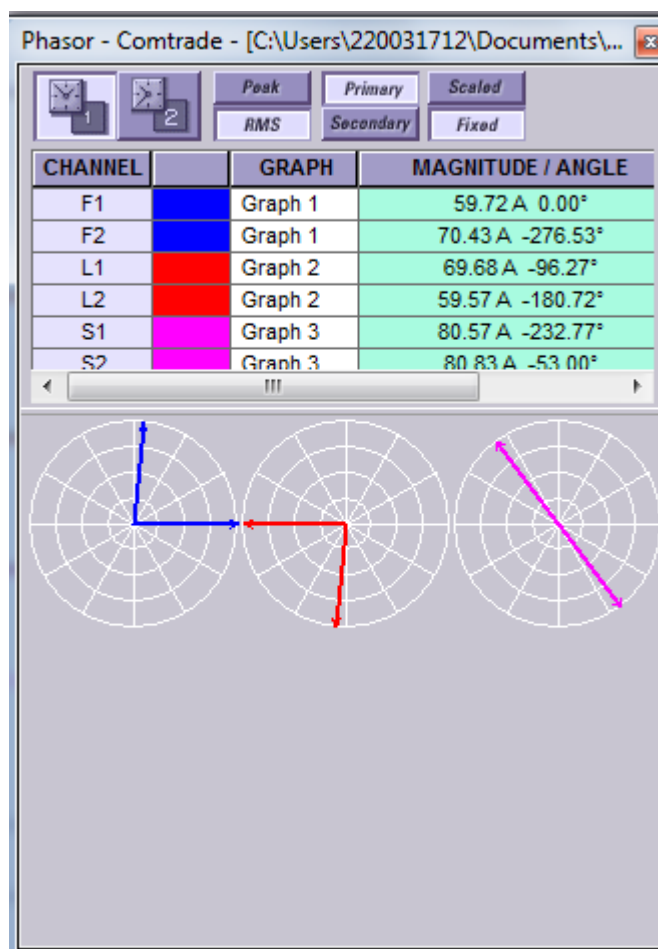 Phasor - Comtrade - [C:\Users\220031712\Documents\...
1 2 Peak Primary Scaled
RMS Secondary Fixed
CHANNEL GRAPH MAGNITUDE / ANGLE
F1 Graph 1 59.72 A 0.00°
F2 Graph 1 70.43 A -276.53°
L1 Graph 2 69.68 A -96.27°
L2 Graph 2 59.57 A -180.72°
S1 Graph 3 80.57 A -232.77°
S2 Graph 3 80.83 A -53.00°